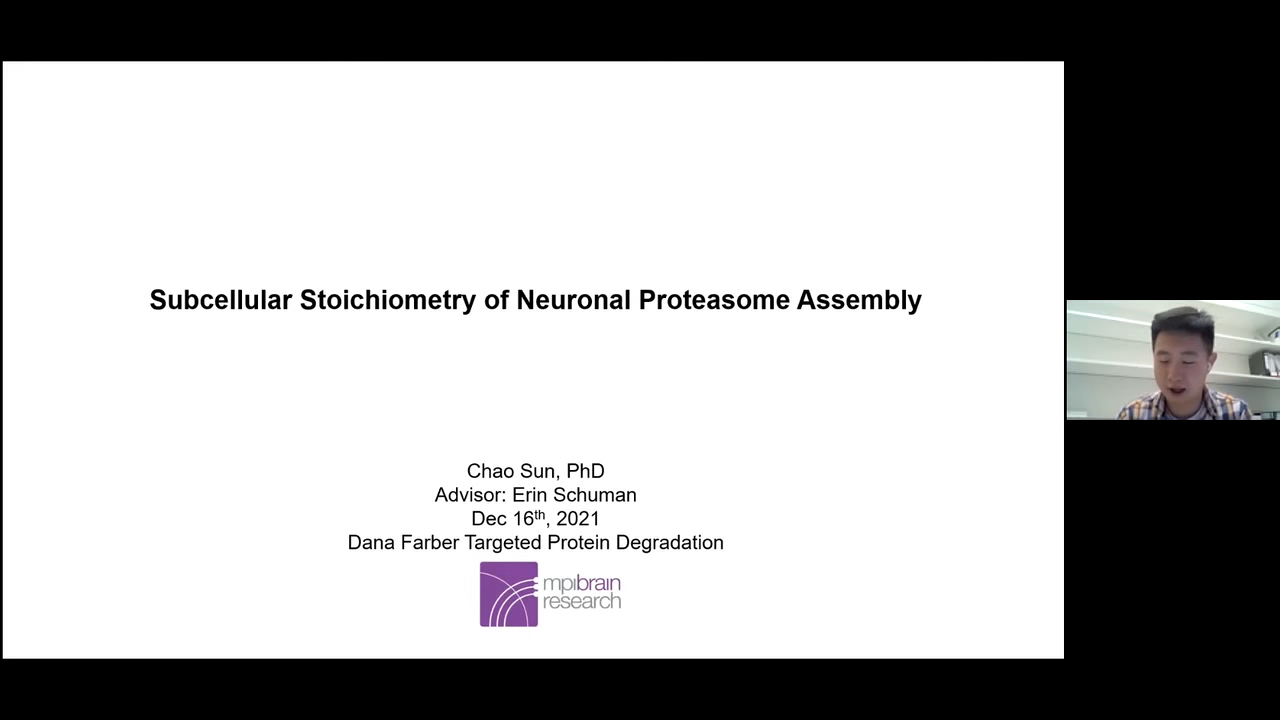 Subcellular Stoichiometry of Neuronal Proteasome Assembly
Chao Sun, PhD
Advisor: Erin Schuman
Dec 16th, 2021
Dana Farber Targeted Protein Degradation
mpibrain
research